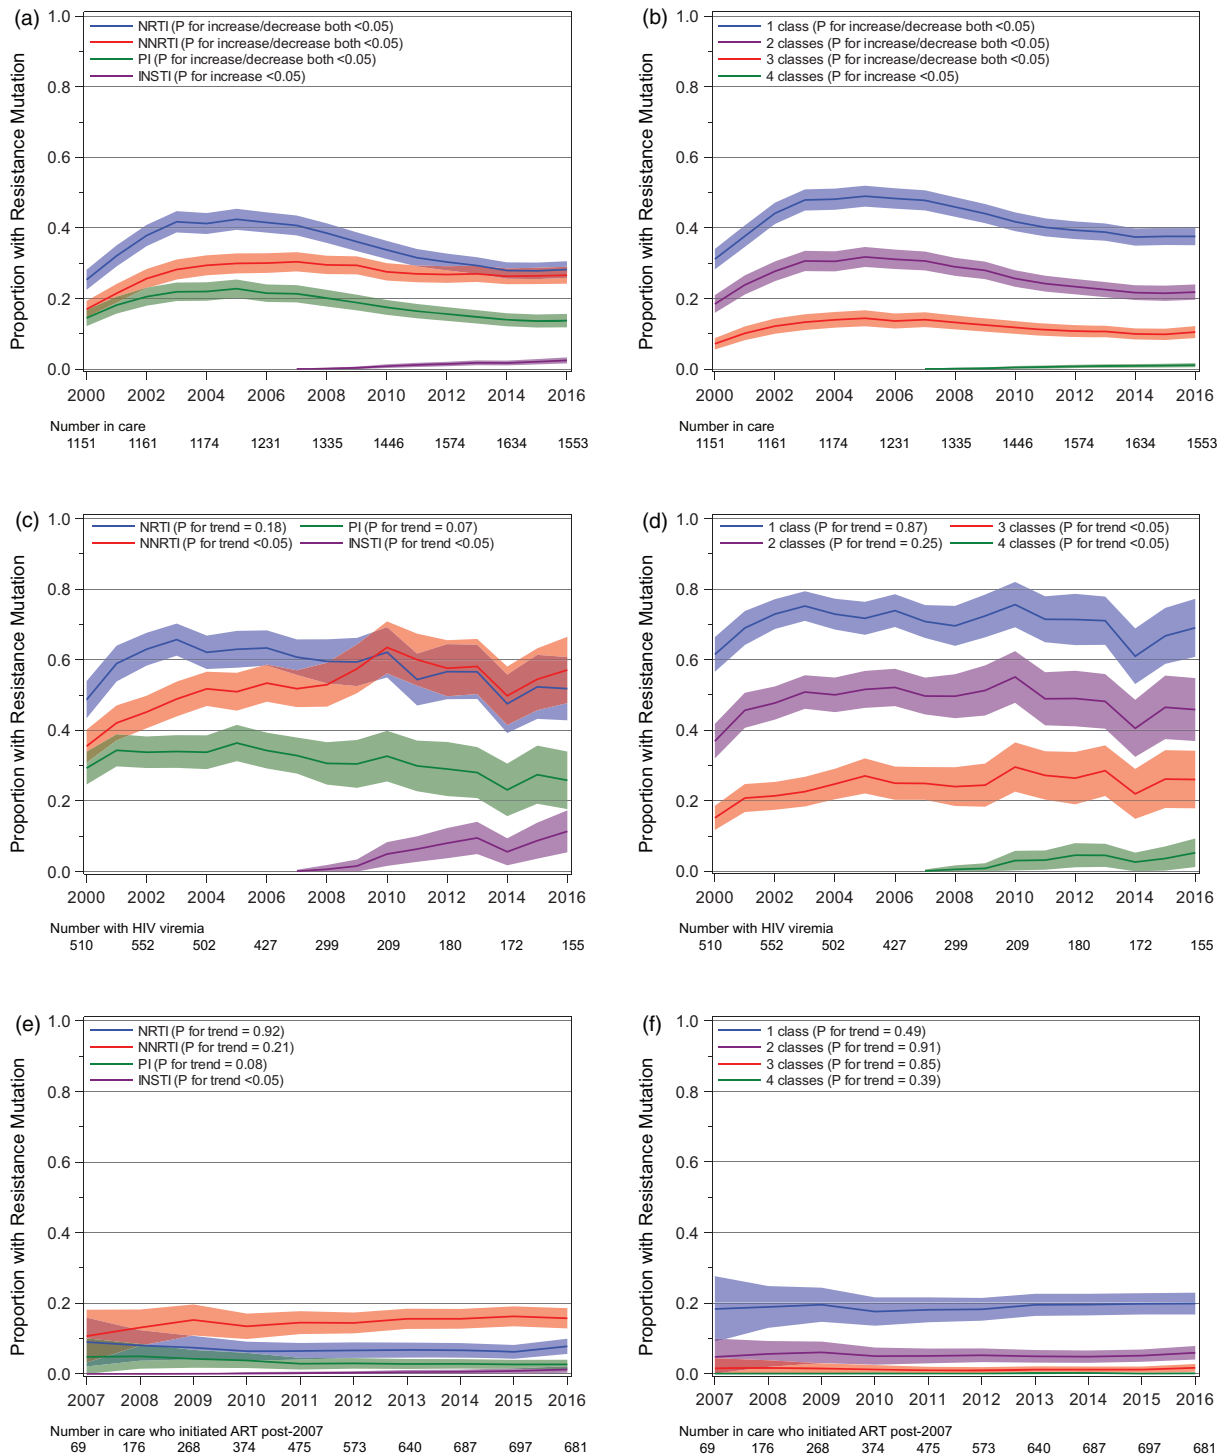 (a)
NRTI (P for increase/decrease both <0.05)
NNRTI (P for increase/decrease both <0.05)
PI (P for increase/decrease both <0.05)
INSTI (P for increase <0.05)
Proportion with Resistance Mutation
1.0
0.8
0.6
0.4
0.2
0.0
2000 2002 2004 2006 2008 2010 2012 2014 2016
Number in care
1151 1161 1174 1231 1335 1446 1574 1634 1553
(b)
1 class (P for increase/decrease both <0.05)
2 classes (P for increase/decrease both <0.05)
3 classes (P for increase/decrease both <0.05)
4 classes (P for increase <0.05)
Proportion with Resistance Mutation
1.0
0.8
0.6
0.4
0.2
0.0
2000 2002 2004 2006 2008 2010 2012 2014 2016
Number in care
1151 1161 1174 1231 1335 1446 1574 1634 1553
(c)
NRTI (P for trend = 0.18) PI (P for trend = 0.07)
NNRTI (P for trend <0.05) INSTI (P for trend <0.05)
Proportion with Resistance Mutation
1.0
0.8
0.6
0.4
0.2
0.0
2000 2002 2004 2006 2008 2010 2012 2014 2016
Number with HIV viremia
510 552 502 427 299 209 180 172 155
(d)
1 class (P for trend = 0.87) 3 classes (P for trend <0.05)
2 classes (P for trend = 0.25) 4 classes (P for trend <0.05)
Proportion with Resistance Mutation
1.0
0.8
0.6
0.4
0.2
0.0
2000 2002 2004 2006 2008 2010 2012 2014 2016
Number with HIV viremia
510 552 502 427 299 209 180 172 155
(e)
NRTI (P for trend = 0.92)
NNRTI (P for trend = 0.21)
PI (P for trend = 0.08)
INSTI (P for trend <0.05)
Proportion with Resistance Mutation
1.0
0.8
0.6
0.4
0.2
0.0
2007 2008 2009 2010 2011 2012 2013 2014 2015 2016
Number in care who initiated ART post-2007
69 176 268 374 475 573 640 687 697 681
(f)
1 class (P for trend = 0.49)
2 classes (P for trend = 0.91)
3 classes (P for trend = 0.85)
4 classes (P for trend = 0.39)
Proportion with Resistance Mutation
1.0
0.8
0.6
0.4
0.2
0.0
2007 2008 2009 2010 2011 2012 2013 2014 2015 2016
Number in care who initiated ART post-2007
69 176 268 374 475 573 640 687 697 681